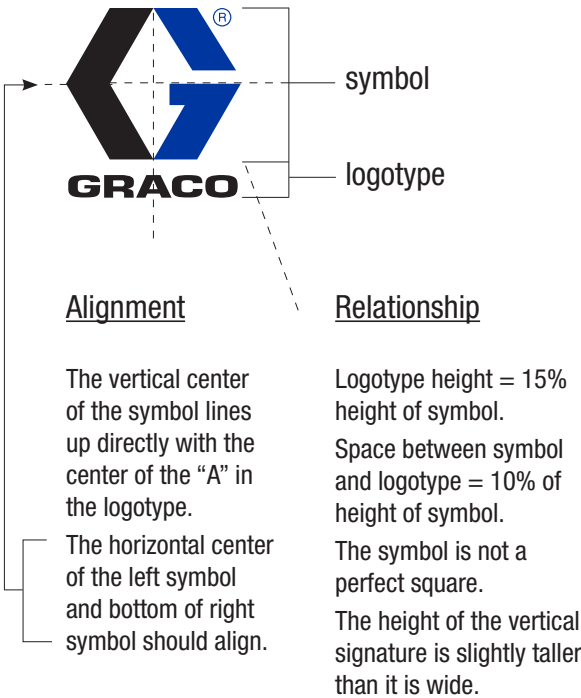 ®
symbol
GRACO
logotype
Alignment
The vertical center
of the symbol lines
up directly with the
center of the “A” in
the logotype.
The horizontal center
of the left symbol
and bottom of right
symbol should align.
Relationship
Logotype height = 15%
height of symbol.
Space between symbol
and logotype = 10% of
height of symbol.
The symbol is not a
perfect square.
The height of the vertical
signature is slightly taller
than it is wide.